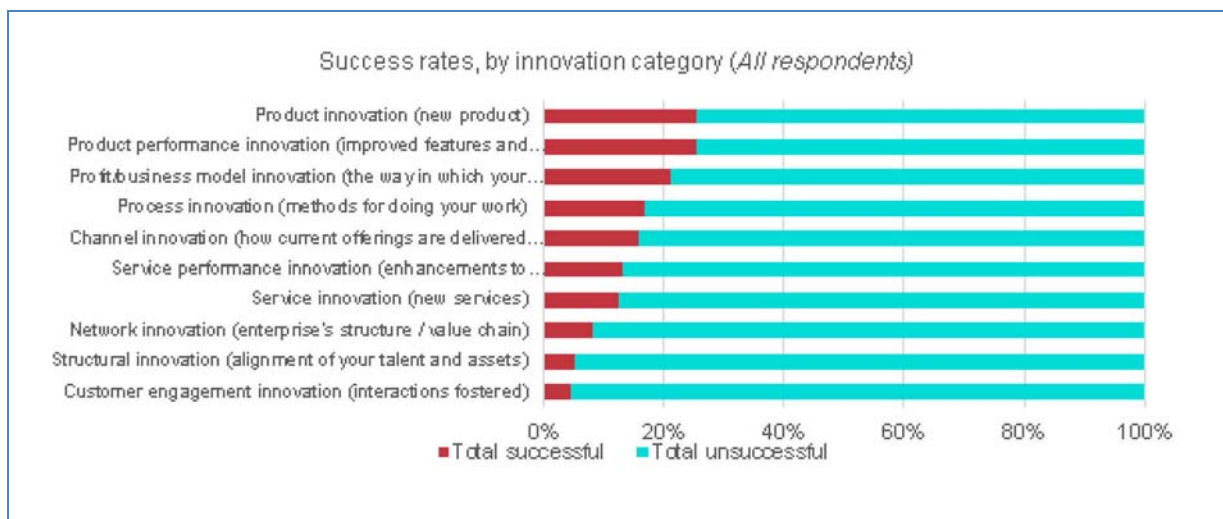 Success rates, by innovation category (All respondents)
Product innovation (new product)
Product performance innovation (improved features and...
Profit/business model innovation (the way in which your...
Process innovation (methods for doing your work)
Channel innovation (how current offerings are delivered...
Service performance innovation (enhancements to ...
Service innovation (new services)
Network innovation (enterprise's structure / value chain)
Structural innovation (alignment of your talent and assets)
Customer engagement innovation (interactions fostered)
0% 20% 40% 60% 80% 100%
Total successful Total unsuccessful